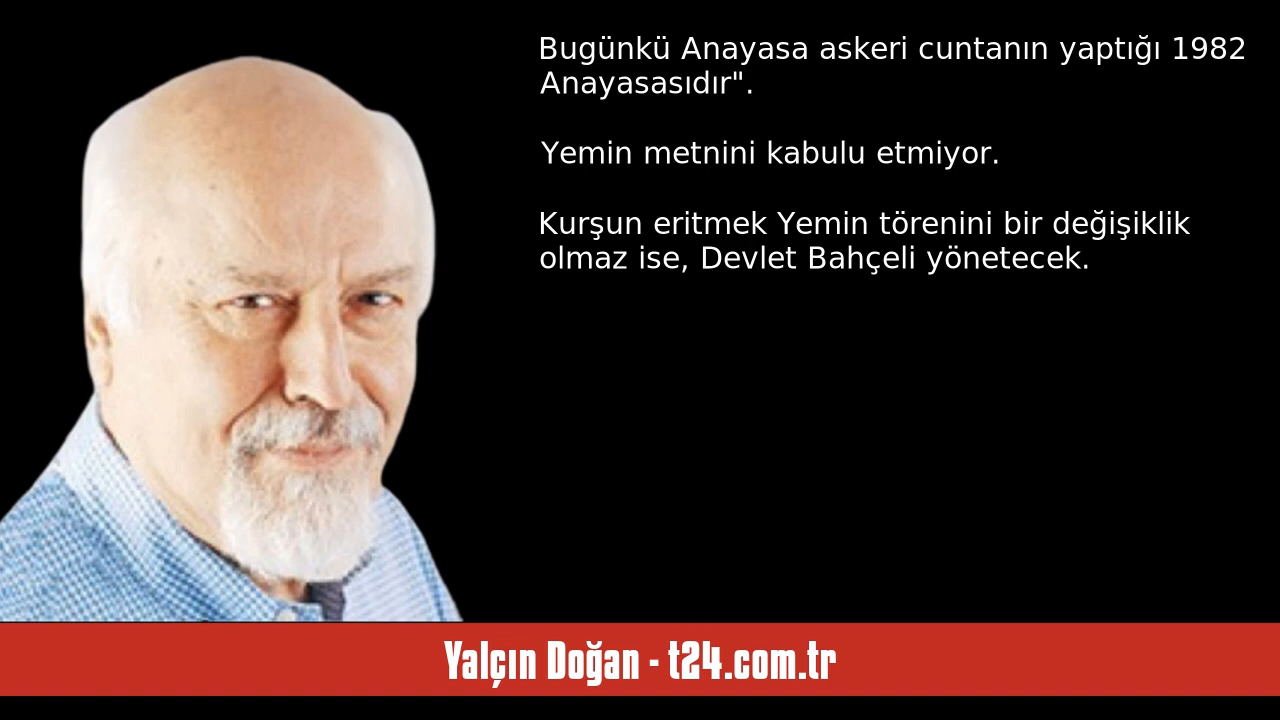 Bugünkü Anayasa askeri cuntanın yaptığı 1982
Anayasasıdır".
Yemin metnini kabulu etmiyor.
Kurşun eritmek Yemin törenini bir değişiklik
olmaz ise, Devlet Bahçeli yönetecek.
Yalçın Doğan - t24.com.tr